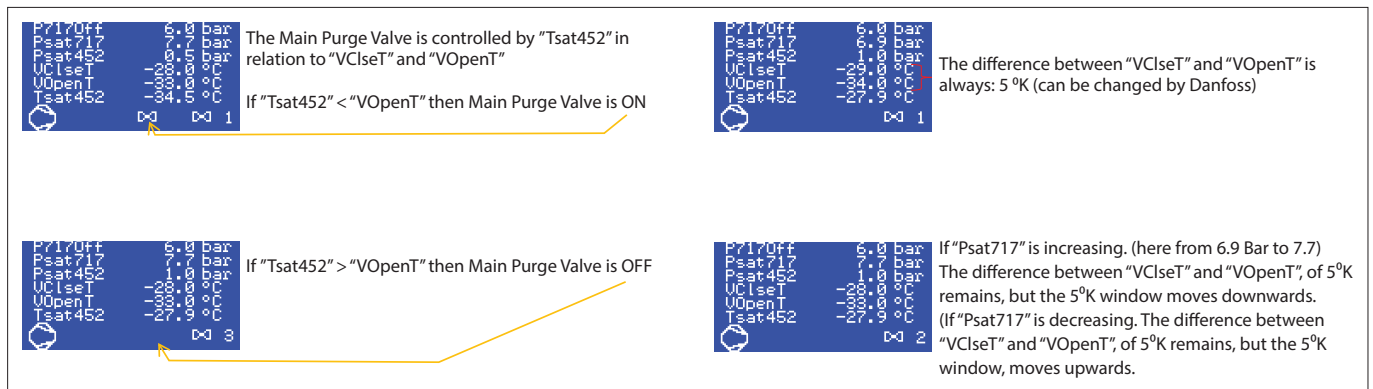 P717Off 6.0 bar
Psat717 7.7 bar
Psat452 0.5 bar
VClseT -28.0 °C
VOpenT -33.0 °C
Tsat452 -34.5 °C
1
The Main Purge Valve is controlled by ”Tsat452” in
relation to “VClseT” and “VOpenT”
If ”Tsat452” < “VOpenT” then Main Purge Valve is ON
P717Off 6.0 bar
Psat717 6.9 bar
Psat452 1.0 bar
VClseT -29.0 °C
VOpenT -34.0 °C
Tsat452 -27.9 °C
1
The difference between “VClseT” and “VOpenT” is
always: 5 ⁰K (can be changed by Danfoss)
P717Off 6.0 bar
Psat717 7.7 bar
Psat452 1.0 bar
VClseT -28.0 °C
VOpenT -33.0 °C
Tsat452 -27.9 °C
3
If ”Tsat452” > “VOpenT” then Main Purge Valve is OFF
P717Off 6.0 bar
Psat717 7.7 bar
Psat452 1.0 bar
VClseT -28.0 °C
VOpenT -33.0 °C
Tsat452 -27.9 °C
2
If “Psat717” is increasing. (here from 6.9 Bar to 7.7)
The difference between “VClseT” and “VOpenT”, of 5⁰K
remains, but the 5⁰K window moves downwards.
(If “Psat717” is decreasing. The difference between
“VClseT” and “VOpenT”, of 5⁰K remains, but the 5⁰K
window, moves upwards.